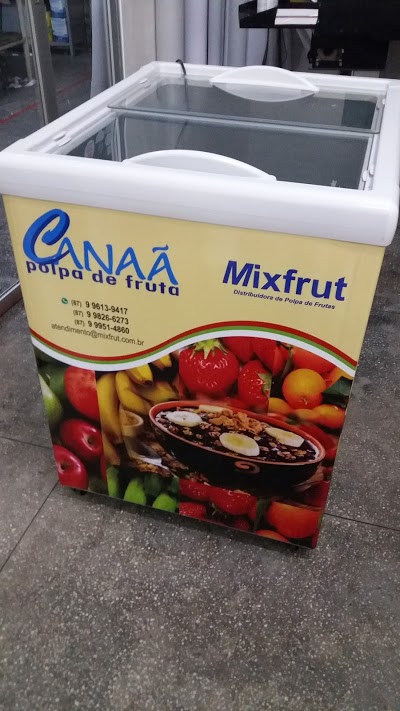 CANAÃ
polpa de fruta
(87) 9 9613-9417
(87) 9 9826-6273
(87) 9 9951-4860
atendimento@mixfrut.com.br
Mixfrut
Distribuidora de Polpa de Frutas